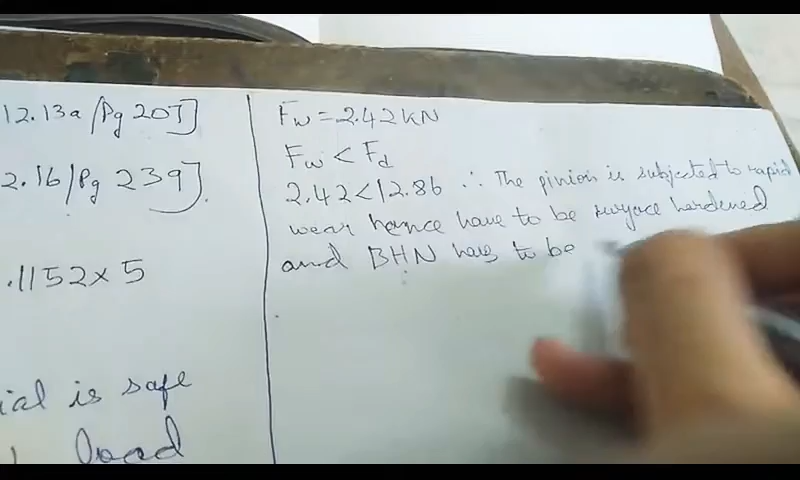 12.13a /Pg 205]
2.16/Pg 239]
.1152 x 5
ial is safe
load
Fw = 2.42 kN
Fw < Fd
2.42 < 12.86 ∴ The pinion is subjected to rapid
wear hence have to be surface hardened
and BHN has to be